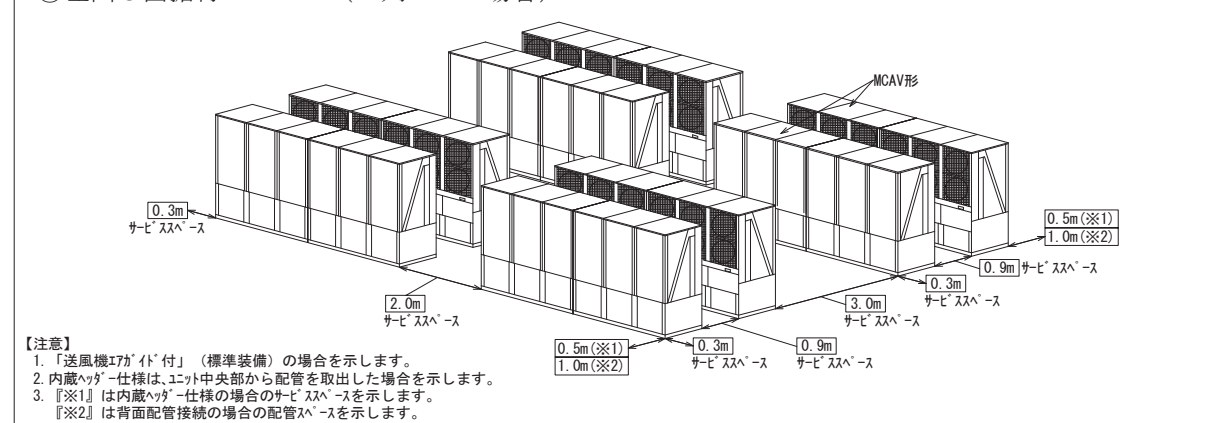 MCAV形
0.3m
ｻｰﾋﾞｽｽﾍﾟｰｽ
0.5m(※1)
1.0m(※2)
0.9m ｻｰﾋﾞｽｽﾍﾟｰｽ
0.3m
ｻｰﾋﾞｽｽﾍﾟｰｽ
2.0m
ｻｰﾋﾞｽｽﾍﾟｰｽ
3.0m
ｻｰﾋﾞｽｽﾍﾟｰｽ
0.5m(※1)
1.0m(※2)
0.3m
ｻｰﾋﾞｽｽﾍﾟｰｽ
0.9m
ｻｰﾋﾞｽｽﾍﾟｰｽ
【注意】
1. 「送風機ｴｱｶﾞｲﾄﾞ付」（標準装備）の場合を示します。
2. 内蔵ﾍｯﾀﾞｰ仕様は、ﾕﾆｯﾄ中央部から配管を取出した場合を示します。
3. 『※1』は内蔵ﾍｯﾀﾞｰ仕様の場合のｻｰﾋﾞｽｽﾍﾟｰｽを示します。
『※2』は背面配管接続の場合の配管ｽﾍﾟｰｽを示します。